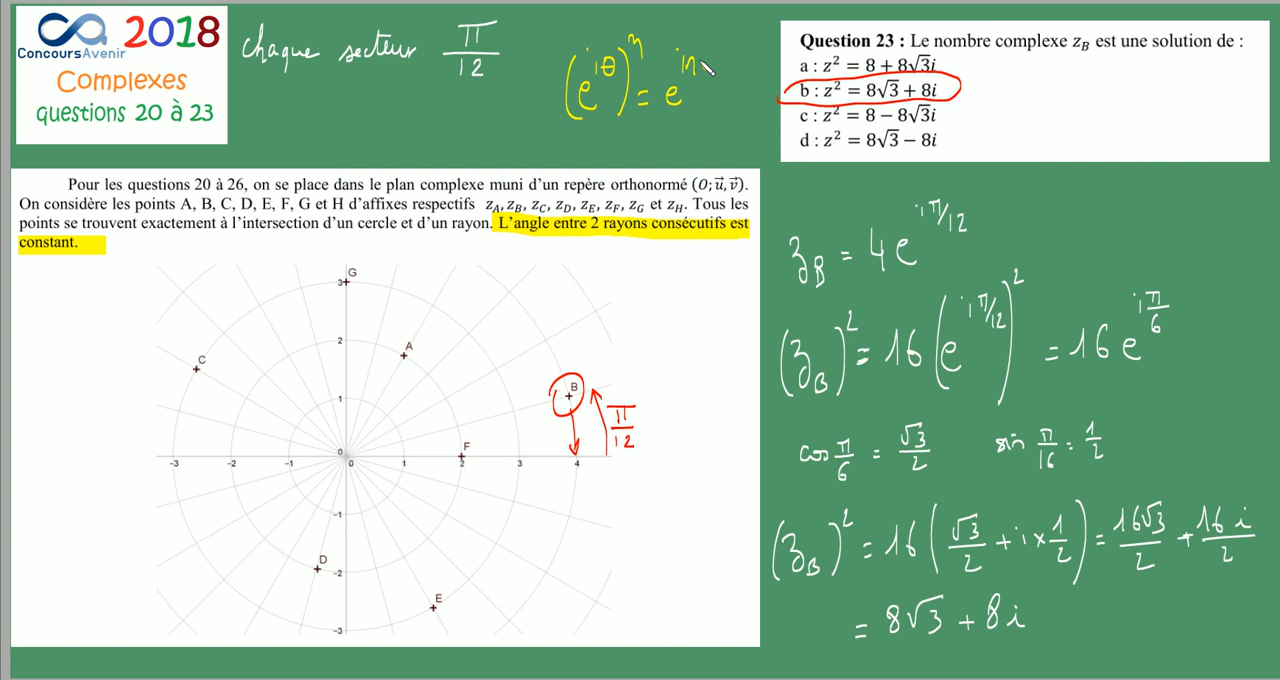 2018
ConcoursAvenir
Complexes
questions 20 à 23
chaque secteur π/12
(e^{iθ})^n = e^{in
Question 23 : Le nombre complexe z_B est une solution de :
a : z² = 8 + 8√3i
b : z² = 8√3 + 8i
c : z² = 8 − 8√3i
d : z² = 8√3 − 8i
Pour les questions 20 à 26, on se place dans le plan complexe muni d'un repère orthonormé (O; u⃗, v⃗).
On considère les points A, B, C, D, E, F, G et H d'affixes respectifs z_A, z_B, z_C, z_D, z_E, z_F, z_G et z_H. Tous les
points se trouvent exactement à l'intersection d'un cercle et d'un rayon. L'angle entre 2 rayons consécutifs est
constant.
G
3
2
A
C
B
1
π/12
F
0
-3 -2 -1 0 1 2 3 4
-1
D
-2
E
-3
z_B = 4e^{iπ/12}
(z_B)² = 16(e^{iπ/12})² = 16e^{iπ/6}
cos π/6 = √3/2 sin π/16 = 1/2
(z_B)² = 16(√3/2 + i × 1/2) = 16√3/2 + 16i/2
= 8√3 + 8i